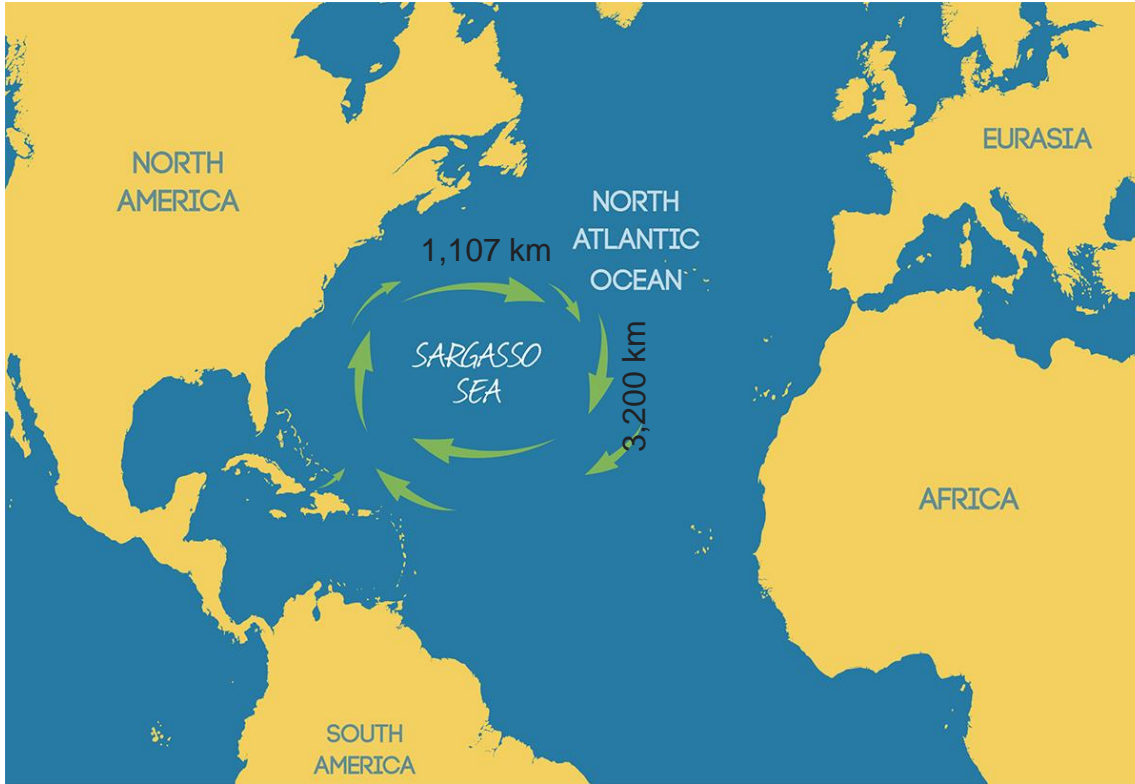 EURASIA
NORTH
AMERICA
NORTH
ATLANTIC
OCEAN
1,107 km
SARGASSO
SEA
3,200 km
AFRICA
SOUTH
AMERICA